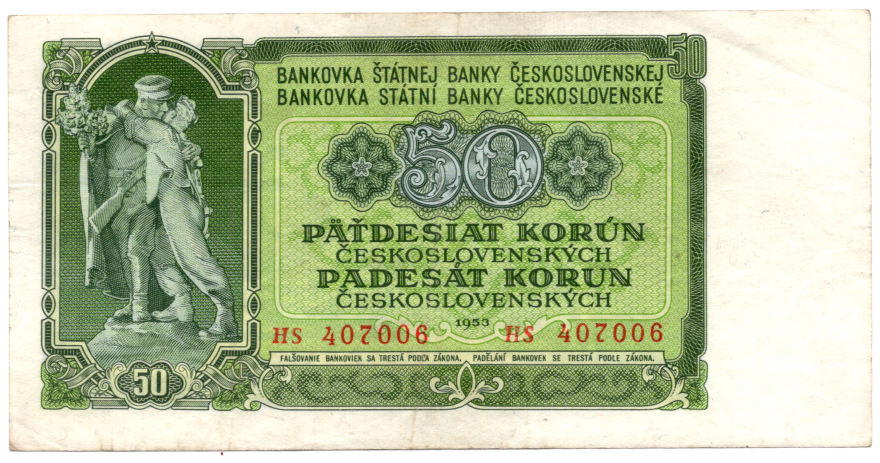 50
BANKOVKA ŠTÁTNEJ BANKY ČESKOSLOVENSKEJ
BANKOVKA STÁTNÍ BANKY ČESKOSLOVENSKÉ
50
PÄŤDESIAT KORÚN
ČESKOSLOVENSKÝCH
PADESÁT KORUN
ČESKOSLOVENSKÝCH
1953
HS 407006 HS 407006
FALŠOVANIE BANKOVIEK SA TRESTÁ PODĽA ZÁKONA. PADĚLÁNÍ BANKOVEK SE TRESTÁ PODLE ZÁKONA.
50